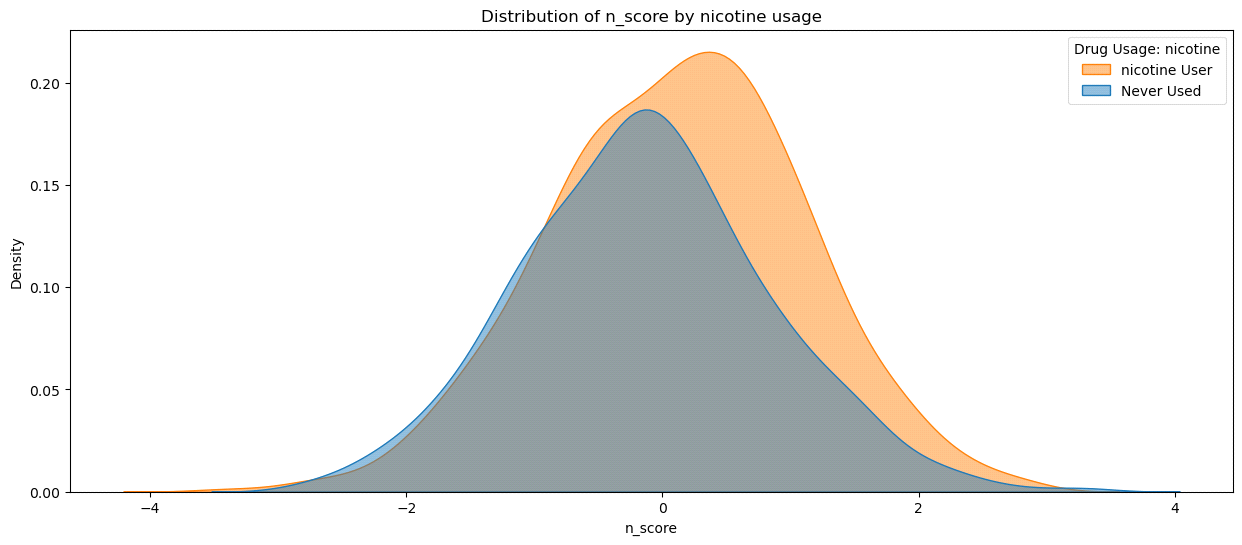 Distribution of n_score by nicotine usage
Drug Usage: nicotine
nicotine User
Never Used
Density
0.20
0.15
0.10
0.05
0.00
−4
−2
0
2
4
n_score